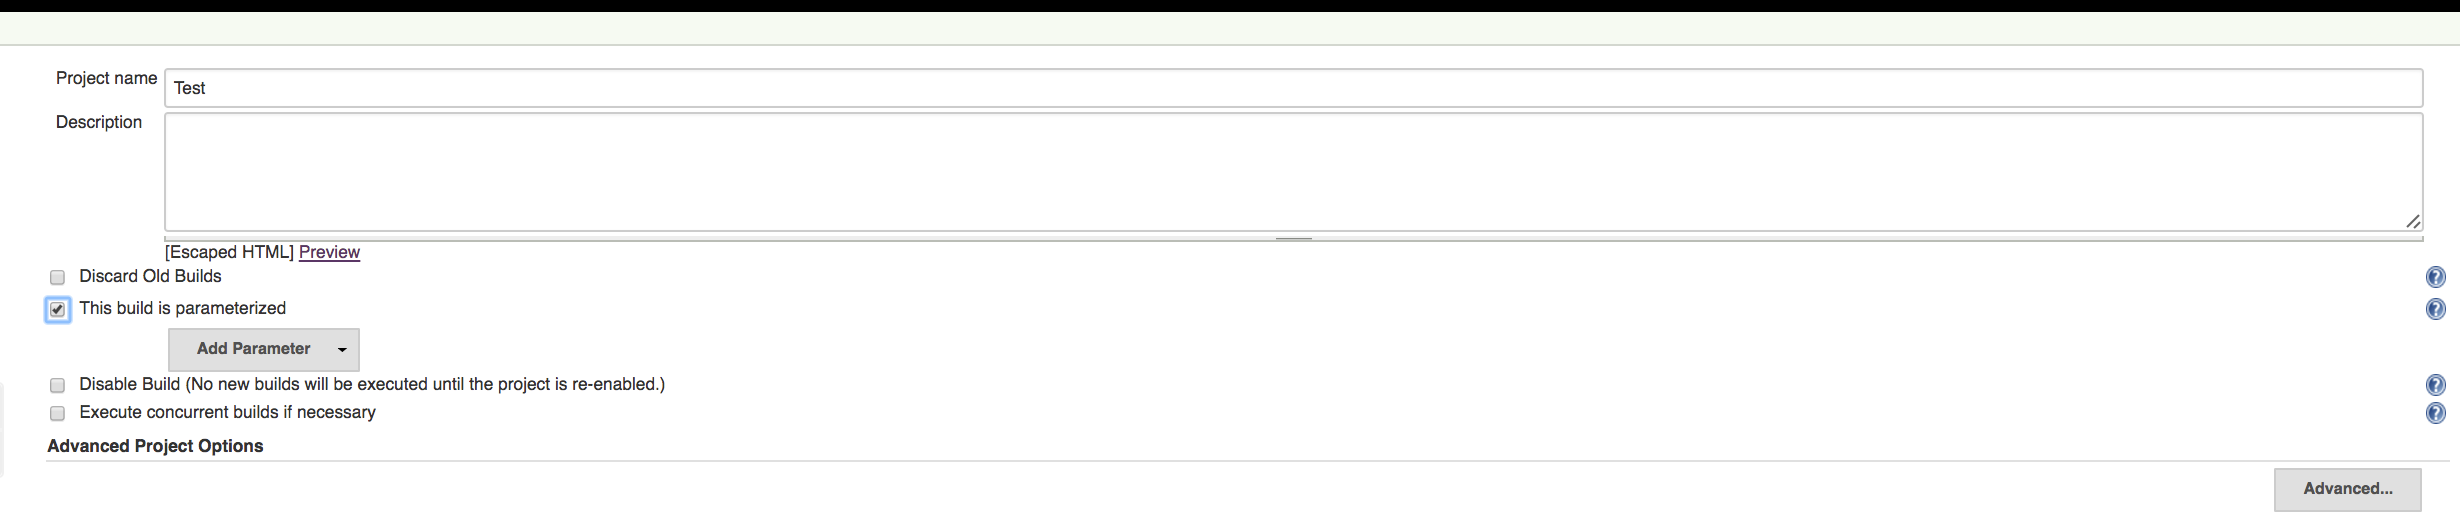 Project name
Test
Description
[Escaped HTML] Preview
Discard Old Builds
?
This build is parameterized
?
Add Parameter
Disable Build (No new builds will be executed until the project is re-enabled.)
?
Execute concurrent builds if necessary
?
Advanced Project Options
Advanced...